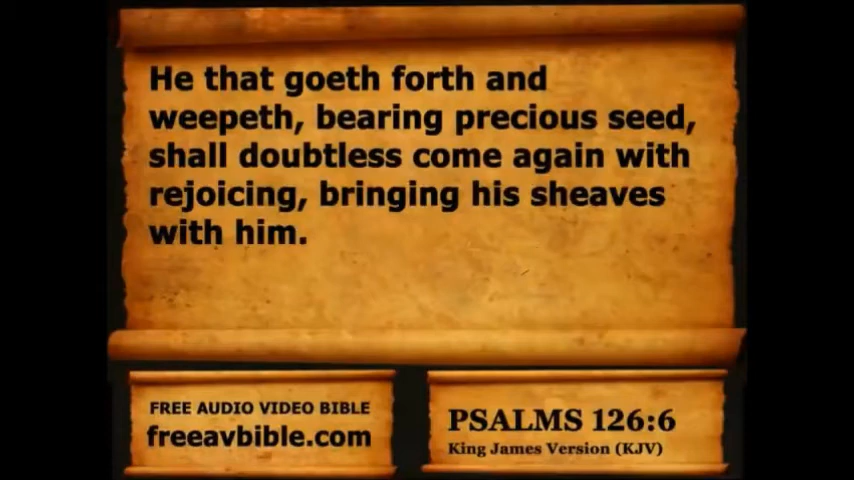 He that goeth forth and
weepeth, bearing precious seed,
shall doubtless come again with
rejoicing, bringing his sheaves
with him.
FREE AUDIO VIDEO BIBLE
freeavbible.com
PSALMS 126:6
King James Version (KJV)